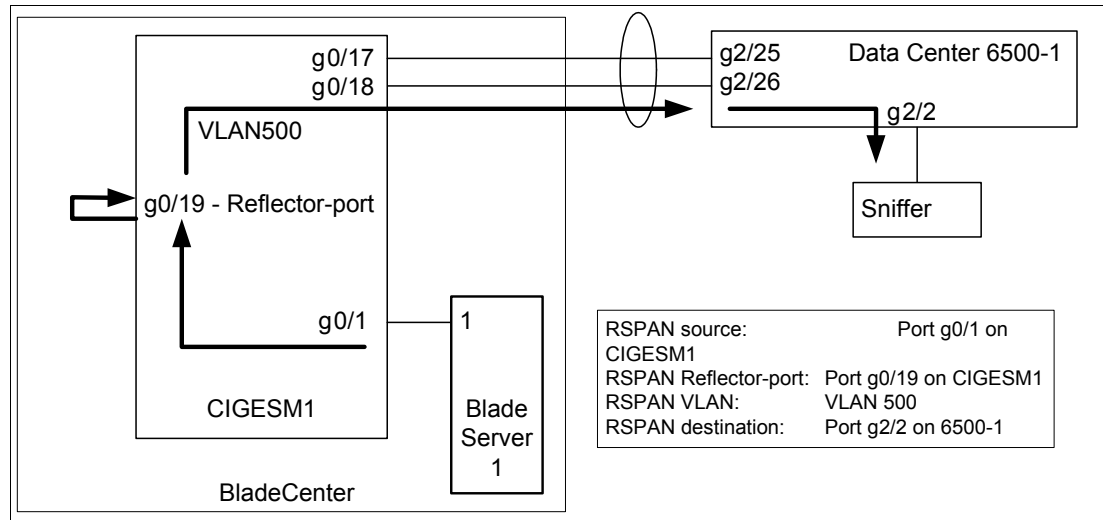 g0/17
g0/18
g2/25
g2/26
Data Center 6500-1
g2/2
VLAN500
g0/19 - Reflector-port
Sniffer
g0/1
1
CIGESM1
Blade
Server
1
BladeCenter
RSPAN source: Port g0/1 on
CIGESM1
RSPAN Reflector-port: Port g0/19 on CIGESM1
RSPAN VLAN: VLAN 500
RSPAN destination: Port g2/2 on 6500-1